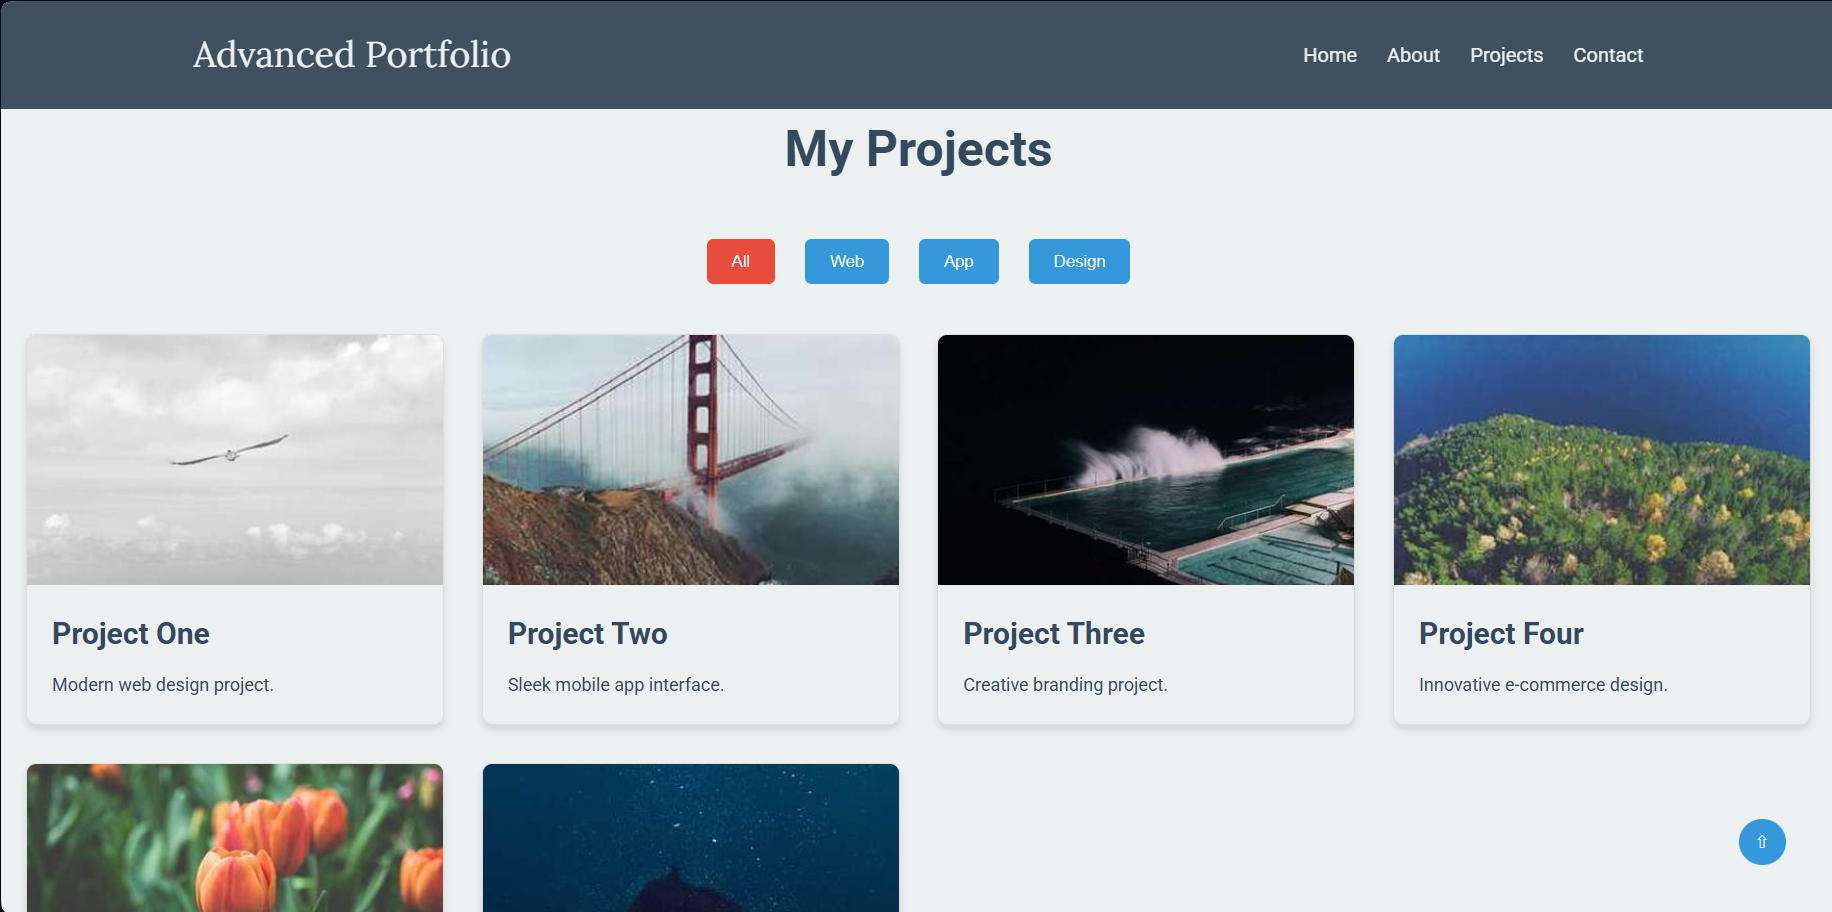 Advanced Portfolio
Home About Projects Contact
My Projects
All Web App Design
Project One
Modern web design project.
Project Two
Sleek mobile app interface.
Project Three
Creative branding project.
Project Four
Innovative e-commerce design.
⇧